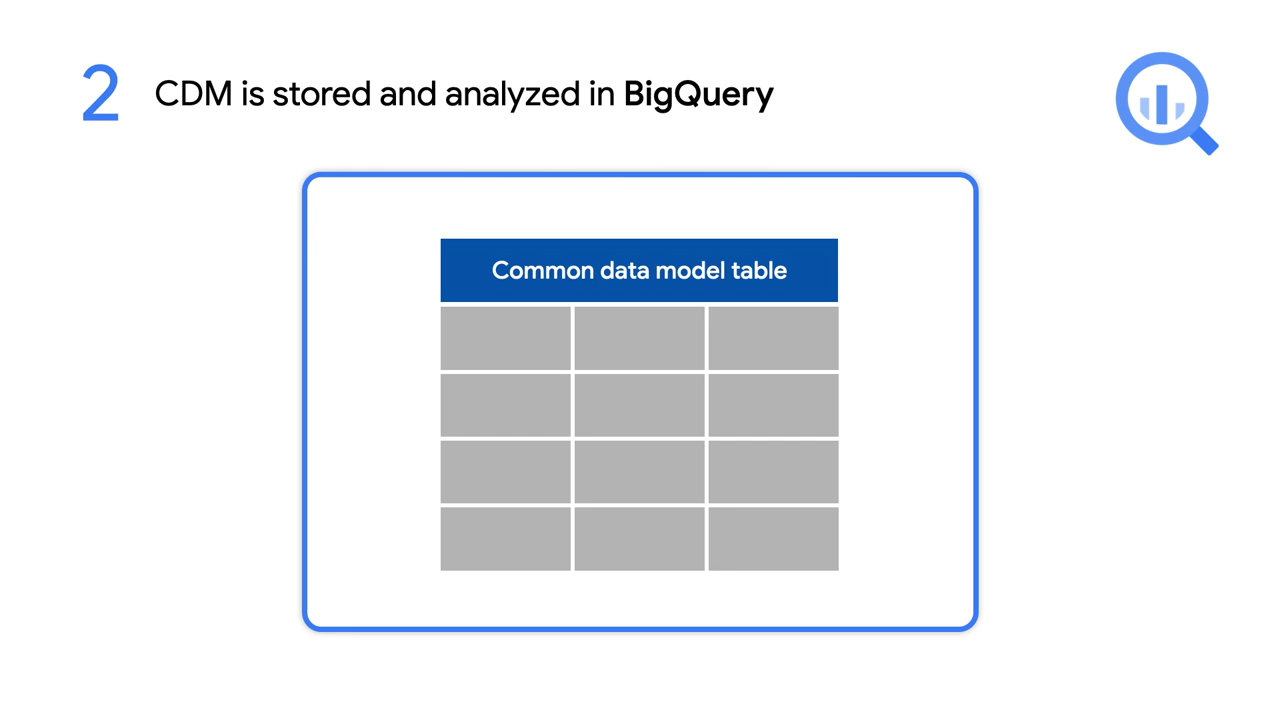 2 CDM is stored and analyzed in BigQuery
Common data model table